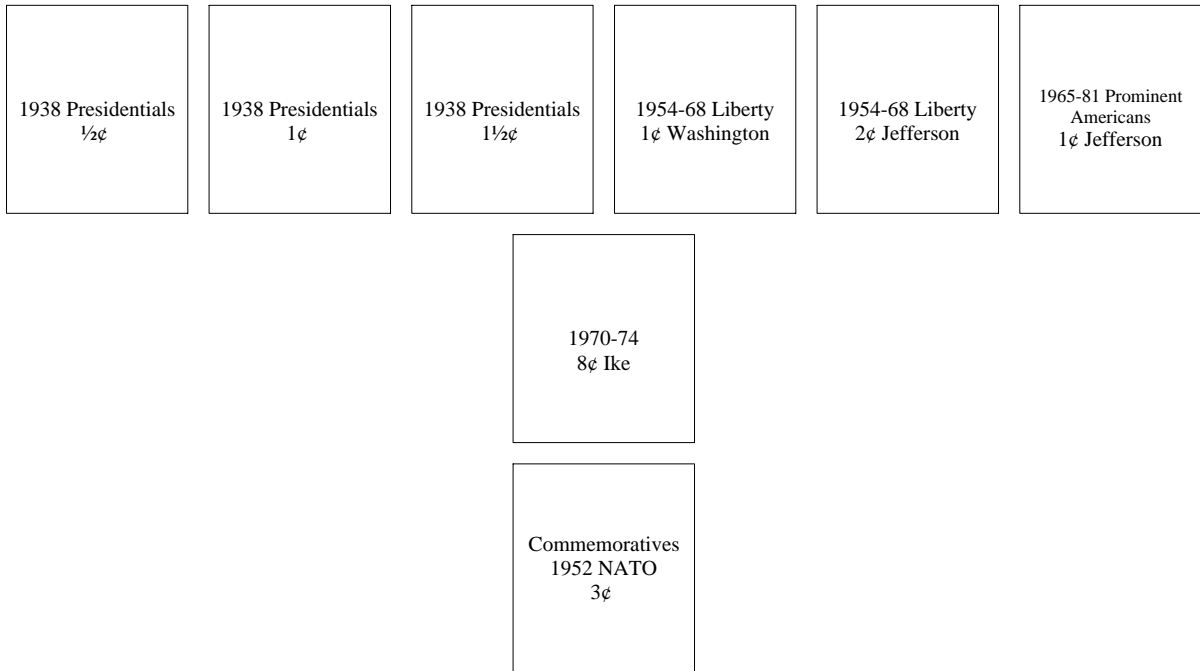 1938 Presidentials
½¢
1938 Presidentials
1¢
1938 Presidentials
1½¢
1954-68 Liberty
1¢ Washington
1954-68 Liberty
2¢ Jefferson
1965-81 Prominent
Americans
1¢ Jefferson
1970-74
8¢ Ike
Commemoratives
1952 NATO
3¢